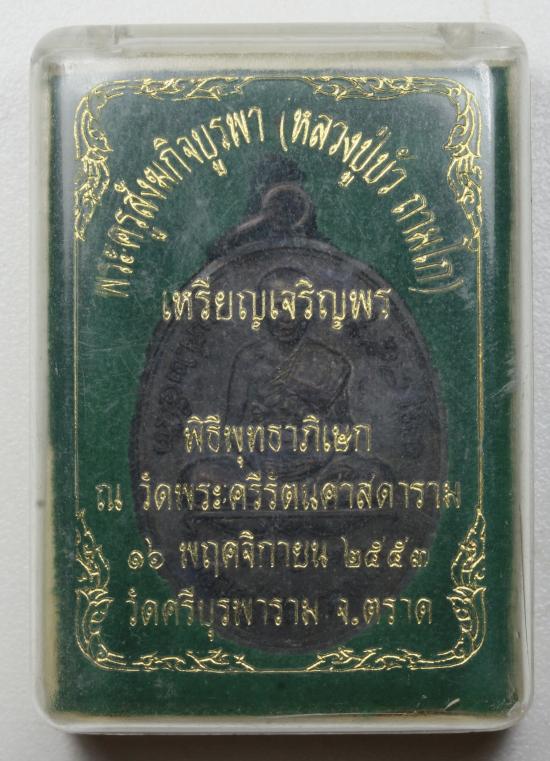 พระครูสังฆกิจบูรพา (หลวงปู่บัว ถามโก)
เหรียญเจริญพร
พิธีพุทธาภิเษก
ณ วัดพระศรีรัตนศาสดาราม
๑๖ พฤศจิกายน ๒๕๕๓
วัดศรีบุรพาราม จ.ตราด